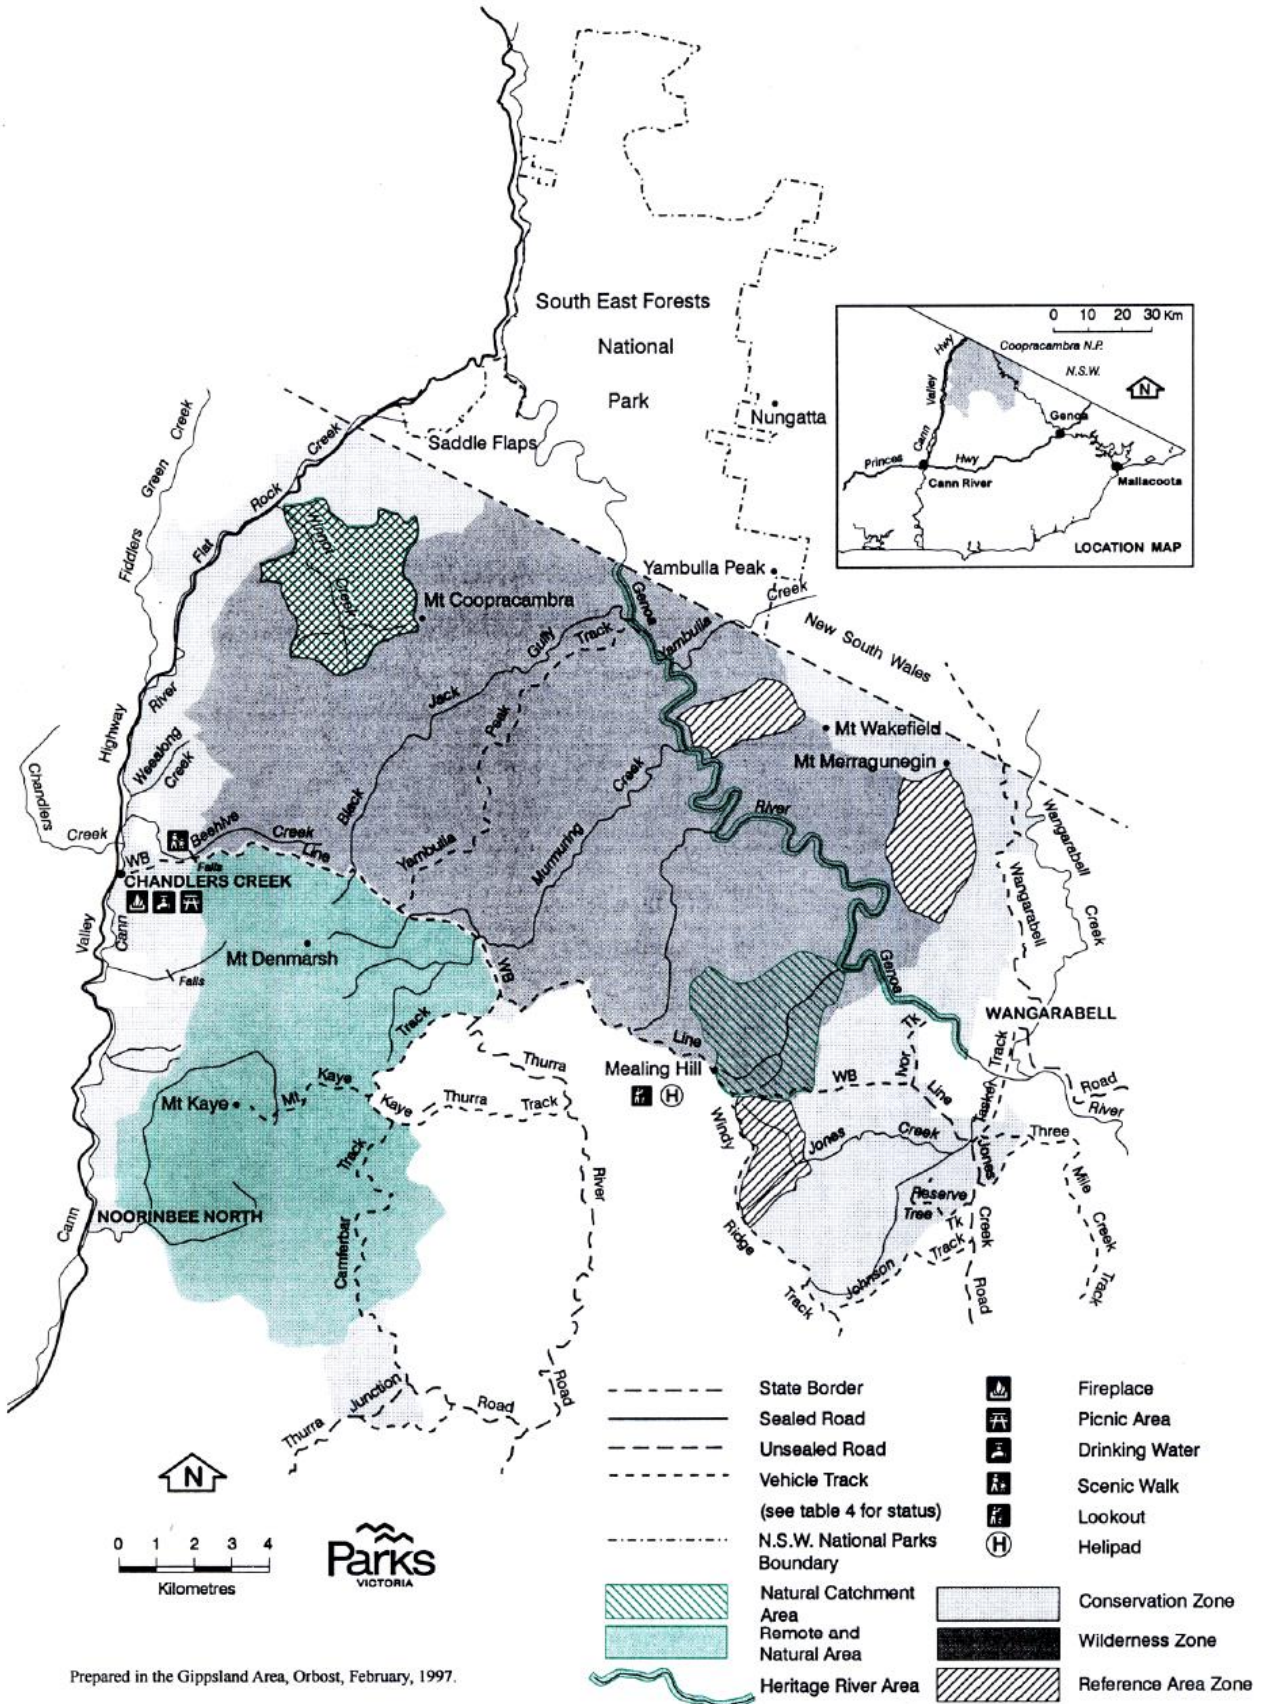 South East Forests
National
Park
Nungatta
Saddle Flaps
0 10 20 30 Km
Coopracambra N.P.
N.S.W.
Hwy
Valley
Cann
N
Genoa
Princes Hwy
Cann River
Mallacoota
LOCATION MAP
Fiddlers Green Creek
Flat Rock Creek
Winnot Creek
Mt Coopracambra
Yambulla Peak
Genoa
Yambulla Creek
New South Wales
Black Jack Gully
Yambulla Peak Track
Mt Wakefield
Mt Merragunegin
River
Highway
Weealong Creek
Chandlers Creek
Beehive Creek
Falls
WB Line
CHANDLERS CREEK
Murmuring Creek
River
Wangarabell Creek
Wangarabell
Valley
Cann
Mt Denmarsh
Falls
WB
Track
Genoa
WANGARABELL
Line
Mealing Hill
H
Thurra
Kaye
Mt
Mt Kaye
Kaye
Thurra Track
Track
WB
Ivor Tk
Line
Tasker Track
Road
River
Windy
Jones Creek
Jones
Three
Mile
Creek
Track
Reserve
Tree
Tk
Creek
Road
NOORINBEE NORTH
Cann
Camferbar
River
Ridge
Track
Johnson Track
Road
Thurra Junction Road
N
0 1 2 3 4
Kilometres
Parks
VICTORIA
State Border
Sealed Road
Unsealed Road
Vehicle Track
(see table 4 for status)
N.S.W. National Parks
Boundary
Natural Catchment
Area
Remote and
Natural Area
Heritage River Area
Fireplace
Picnic Area
Drinking Water
Scenic Walk
Lookout
H
Helipad
Conservation Zone
Wilderness Zone
Reference Area Zone
Prepared in the Gippsland Area, Orbost, February, 1997.